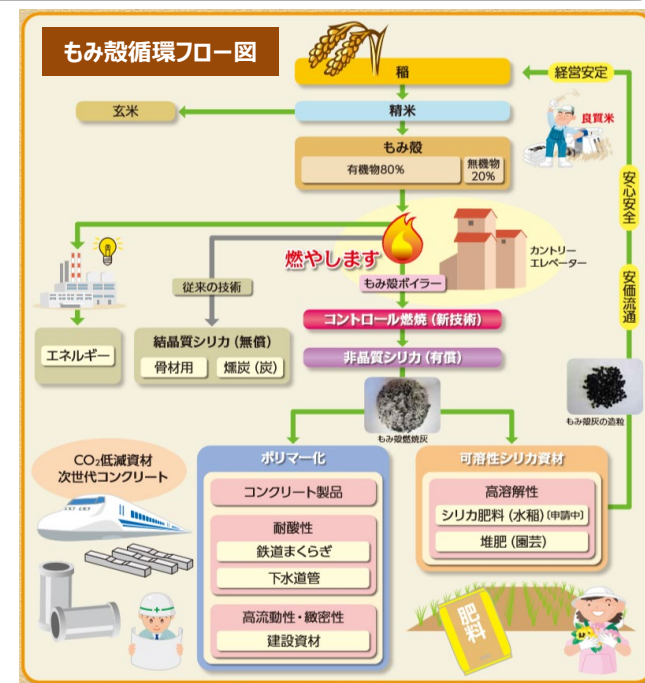 もみ殻循環フロー図
稲
経営安定
玄米
精米
良質米
もみ殻
有機物80%
無機物
20%
安心安全
燃やします
カントリー
エレベーター
従来の技術
もみ殻ボイラー
安価流通
コントロール燃焼（新技術）
エネルギー
結晶質シリカ（無償）
骨材用
燻炭（炭）
非晶質シリカ（有償）
もみ殻燃焼灰
もみ殻灰の造粒
CO₂低減資材
次世代コンクリート
ポリマー化
コンクリート製品
耐酸性
鉄道まくらぎ
下水道管
高流動性・緻密性
建設資材
可溶性シリカ資材
高溶解性
シリカ肥料（水稲）〔申請中〕
堆肥（園芸）
肥料